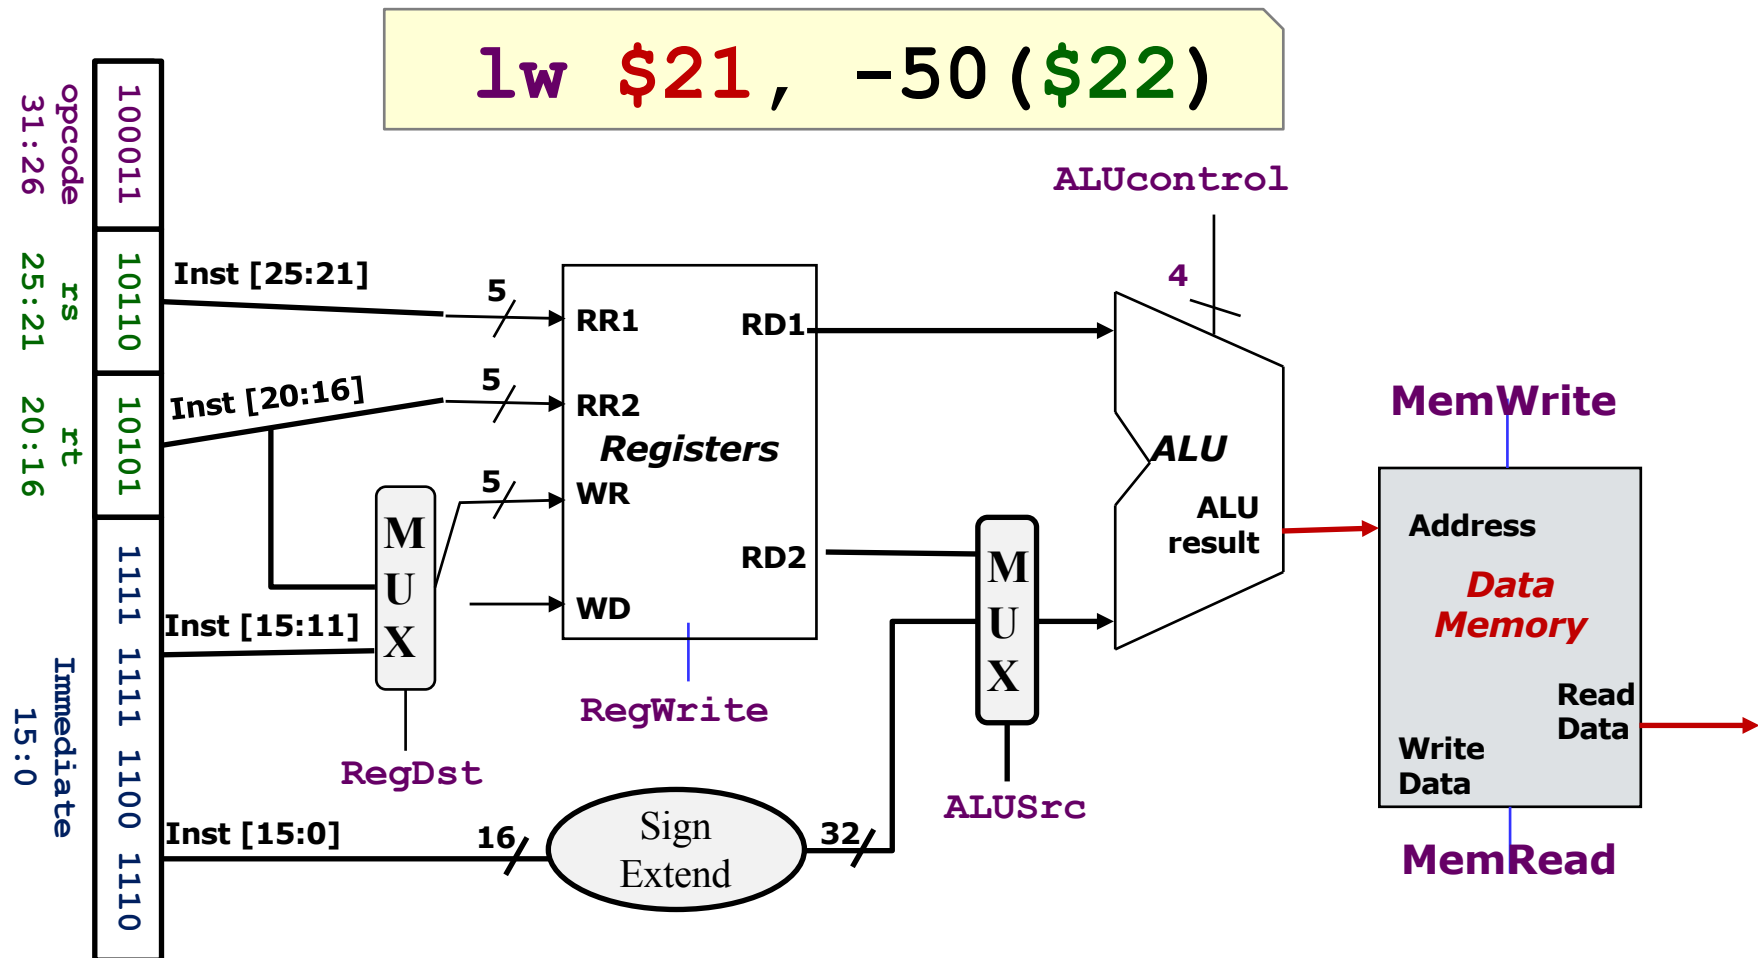 lw $21, -50($22)
opcode
31:26
100011
rs
25:21
10110
rt
20:16
10101
Immediate
15:0
1111 1111 1100 1110
Inst [25:21]
5
Inst [20:16]
5
5
Inst [15:11]
Inst [15:0]
16
32
MUX
RegDst
RR1
RR2
WR
WD
RD1
RD2
Registers
RegWrite
Sign
Extend
MUX
ALUSrc
ALUcontrol
4
ALU
ALU
result
MemWrite
Address
Data
Memory
Read
Data
Write
Data
MemRead